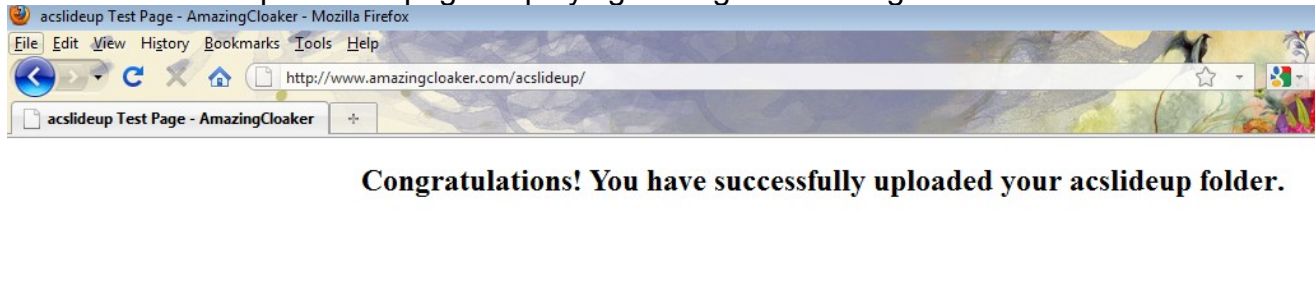 acslideup Test Page - AmazingCloaker - Mozilla Firefox
File Edit View History Bookmarks Tools Help
http://www.amazingcloaker.com/acslideup/
acslideup Test Page - AmazingCloaker
Congratulations! You have successfully uploaded your acslideup folder.